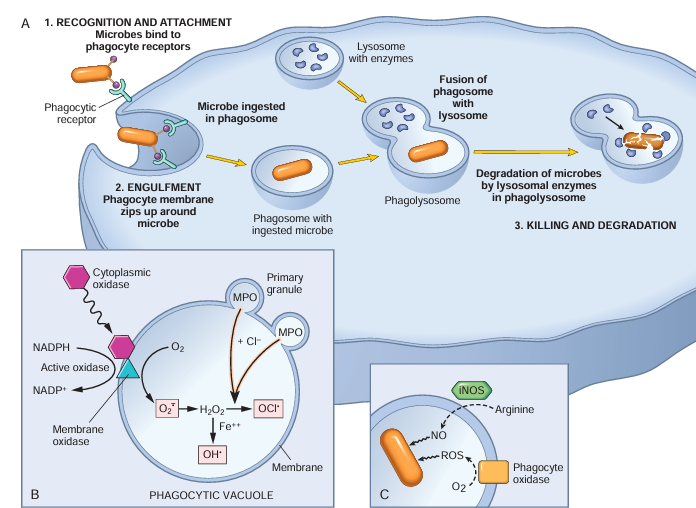 A
1. RECOGNITION AND ATTACHMENT
Microbes bind to
phagocyte receptors
Lysosome
with enzymes
Fusion of
phagosome
with
lysosome
Phagocytic
receptor
Microbe ingested
in phagosome
2. ENGULFMENT
Phagocyte membrane
zips up around
microbe
Phagosome with
ingested microbe
Phagolysosome
Degradation of microbes
by lysosomal enzymes
in phagolysosome
3. KILLING AND DEGRADATION
Cytoplasmic
oxidase
Primary
granule
MPO
MPO
+ Cl–
NADPH
Active oxidase
NADP+
O2
Membrane
oxidase
O2•̄
H2O2
OCl•
Fe++
OH•
Membrane
B
PHAGOCYTIC VACUOLE
iNOS
Arginine
NO
ROS
Phagocyte
oxidase
O2
C